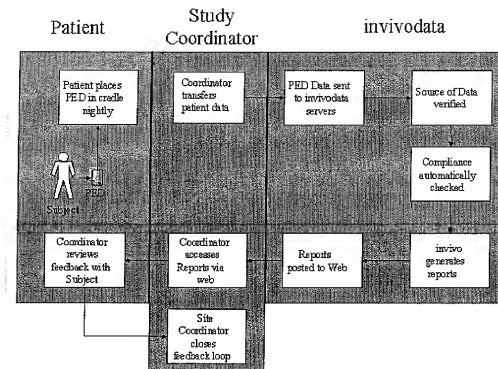 Patient
Study
Coordinator
invivodata
Patient places
PED in cradle
nightly
Coordinator
transfers
patient data
PED Data sent
to invivodata
servers
Source of Data
verified
Subject
PED
Compliance
automatically
checked
Coordinator
reviews
feedback with
Subject
Coordinator
accesses
Reports via
web
Reports
posted to Web
invivo
generates
reports
Site
Coordinator
closes
feedback loop